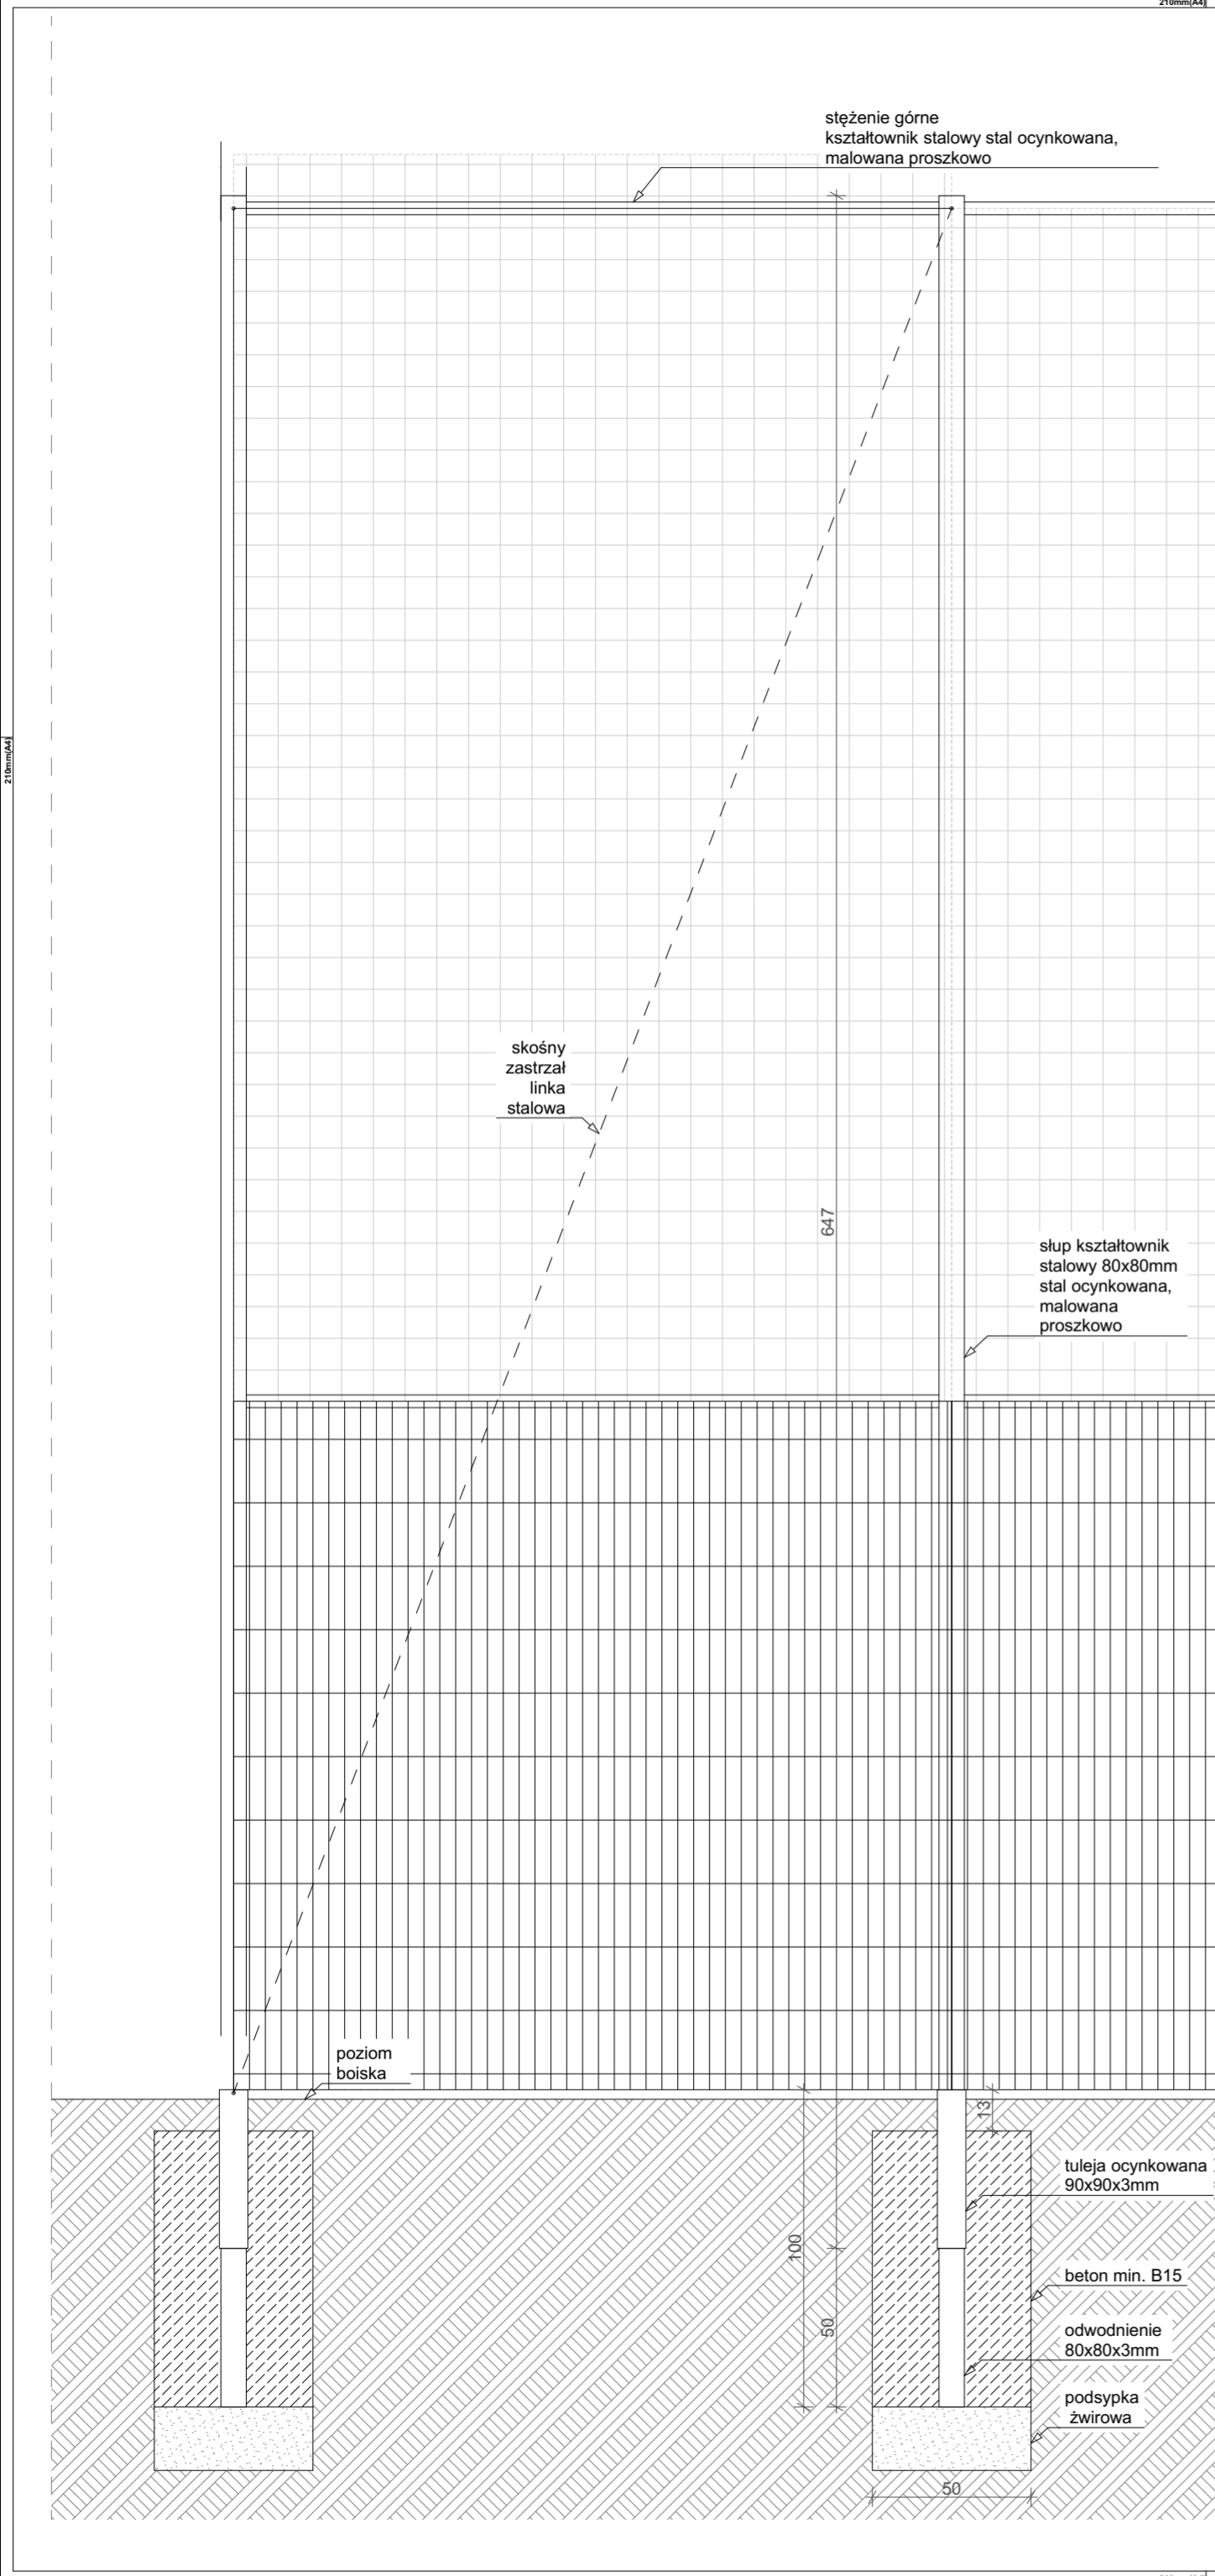 210mm(A4)
stężenie górne
kształtownik stalowy stal ocynkowana,
malowana proszkowo
210mm(A4)
skośny
zastrzał
linka
stalowa
647
słup kształtownik
stalowy 80x80mm
stal ocynkowana,
malowana
proszkowo
poziom
boiska
13
tuleja ocynkowana
90x90x3mm
100
beton min. B15
50
odwodnienie
80x80x3mm
podsypka
żwirowa
50